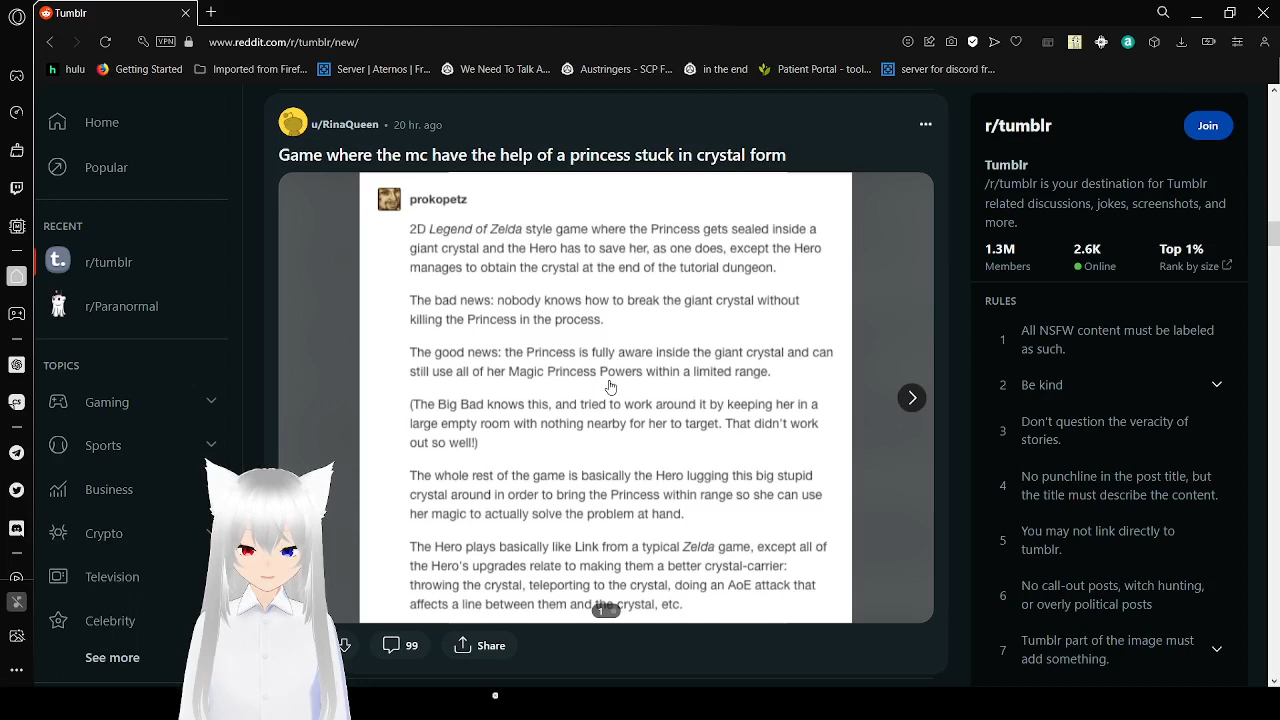 Tumblr
VPN
www.reddit.com/r/tumblr/new/
hulu
Getting Started
Imported from Firef...
Server | Aternos | Fr...
We Need To Talk A...
Austringers - SCP F...
in the end
Patient Portal - tool...
server for discord fr...
Home
Popular
RECENT
r/tumblr
r/Paranormal
TOPICS
Gaming
Sports
Business
Crypto
Television
Celebrity
See more
u/RinaQueen • 20 hr. ago
Game where the mc have the help of a princess stuck in crystal form
prokopetz
2D Legend of Zelda style game where the Princess gets sealed inside a
giant crystal and the Hero has to save her, as one does, except the Hero
manages to obtain the crystal at the end of the tutorial dungeon.
The bad news: nobody knows how to break the giant crystal without
killing the Princess in the process.
The good news: the Princess is fully aware inside the giant crystal and can
still use all of her Magic Princess Powers within a limited range.
(The Big Bad knows this, and tried to work around it by keeping her in a
large empty room with nothing nearby for her to target. That didn't work
out so well!)
The whole rest of the game is basically the Hero lugging this big stupid
crystal around in order to bring the Princess within range so she can use
her magic to actually solve the problem at hand.
The Hero plays basically like Link from a typical Zelda game, except all of
the Hero's upgrades relate to making them a better crystal-carrier:
throwing the crystal, teleporting to the crystal, doing an AoE attack that
affects a line between them and the crystal, etc.
1
99
Share
r/tumblr
Join
Tumblr
/r/tumblr is your destination for Tumblr
related discussions, jokes, screenshots, and
more.
1.3M 2.6K Top 1%
Members Online Rank by size
RULES
1 All NSFW content must be labeled
as such.
2 Be kind
3 Don't question the veracity of
stories.
4 No punchline in the post title, but
the title must describe the content.
5 You may not link directly to
tumblr.
6 No call-out posts, witch hunting,
or overly political posts
7 Tumblr part of the image must
add something.